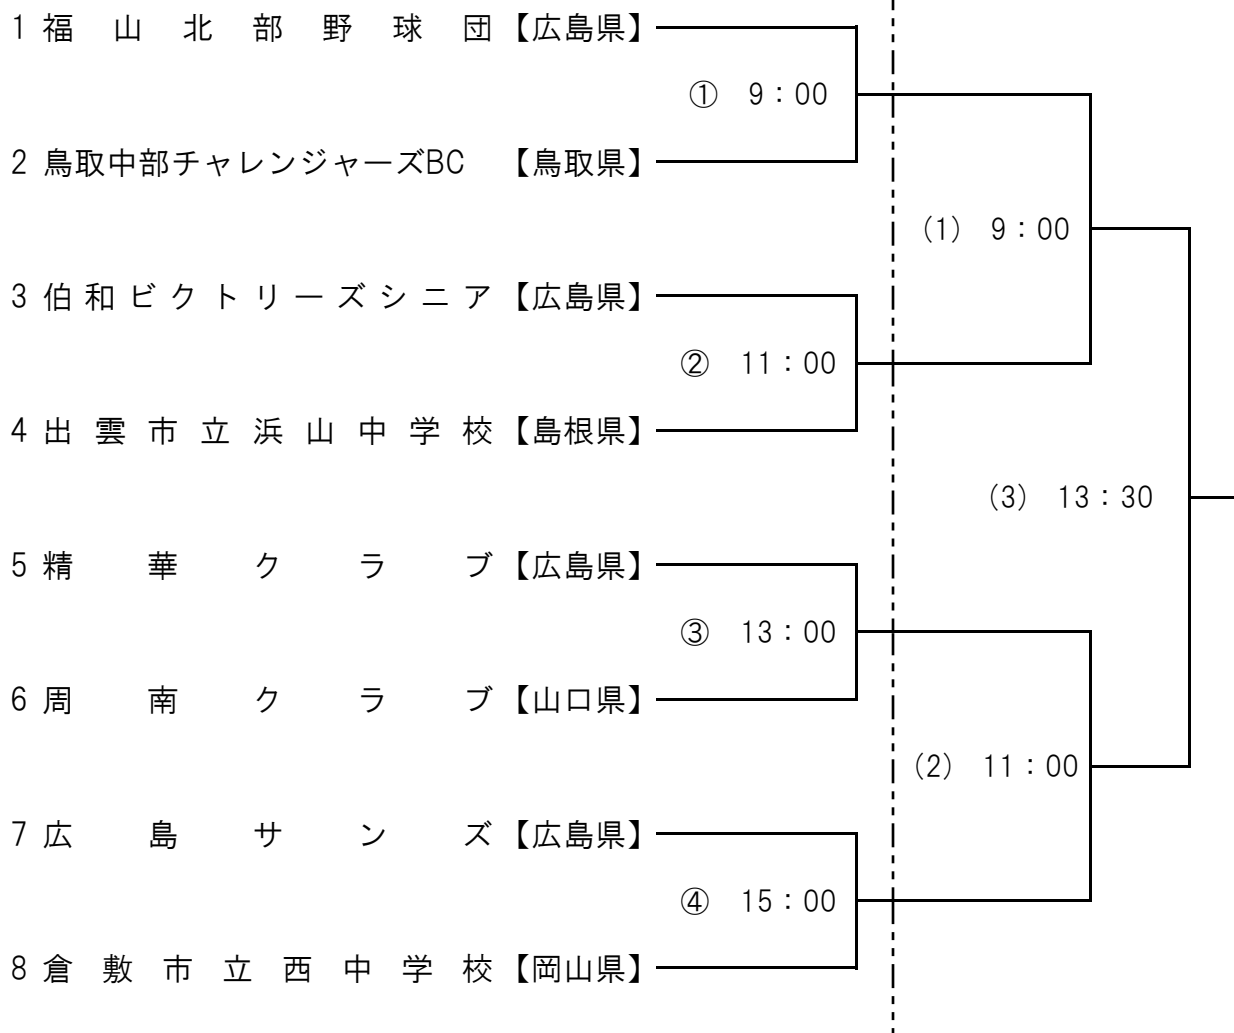 1 福山北部野球団【広島県】
① 9：00
2 鳥取中部チャレンジャーズBC 【鳥取県】
(1) 9：00
3 伯和ビクトリーズシニア【広島県】
② 11：00
4 出雲市立浜山中学校【島根県】
(3) 13：30
5 精華クラブ【広島県】
③ 13：00
6 周南クラブ【山口県】
(2) 11：00
7 広島サンズ【広島県】
④ 15：00
8 倉敷市立西中学校【岡山県】